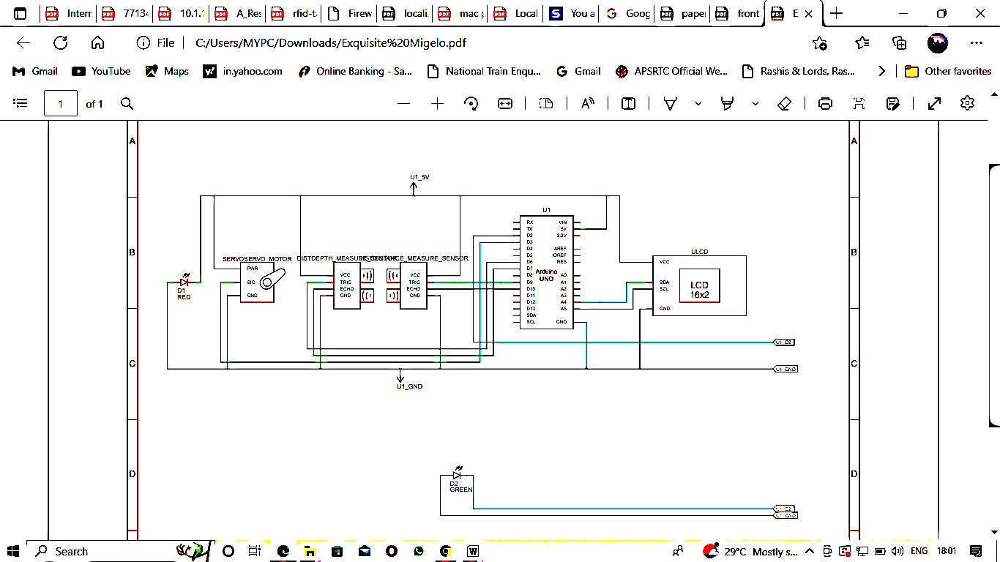 Interr
7713
10.1.1
A_Res
rfid-t
Firew
locali
mac p
Local
You a
Goog
paper
front
E
File
C:/Users/MYPC/Downloads/Exquisite%20Migelo.pdf
Gmail
YouTube
Maps
in.yahoo.com
Online Banking - Sa...
National Train Enqu...
Gmail
APSRTC Official We...
Rashis & Lords, Ras...
Other favorites
1 of 1
A
A
U1_5V
U1
B
B
SERVOSERVO_MOTOR
PWR
SIG
GND
D1
RED
VCC
TRIG
ECHO
GND
VCC
TRIG
ECHO
GND
RX
TX
D2
D3
D4
D5
D6
D7
D8
D9
D10
D11
D12
D13
SDA
SCL
Arduino
UNO
VIN
5V
3.3V
AREF
IOREF
RES
A0
A1
A2
A3
A4
A5
GND
ULCD
VCC
SDA
SCL
GND
LCD
16x2
U1_D2
C
C
U1_GND
U1_GND
D
D
D2
GREEN
U1_D2
U1_GND
Search
29°C Mostly s...
ENG
18:01